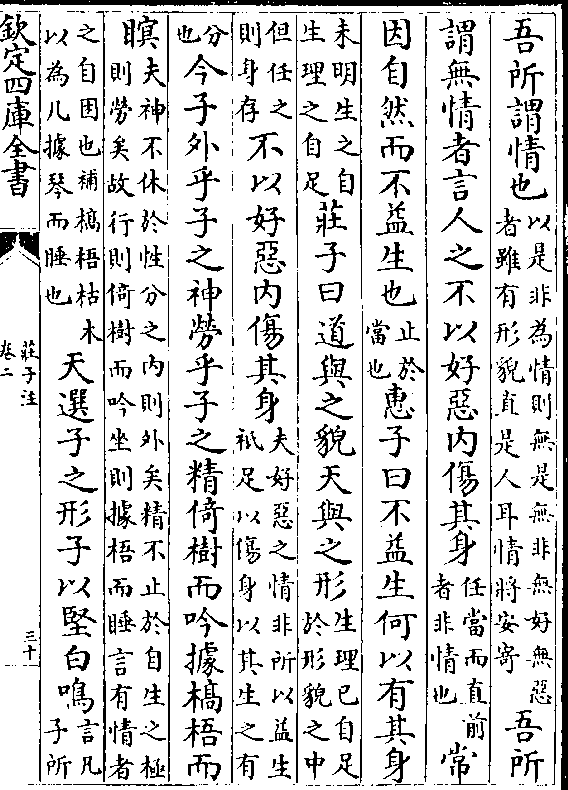 吾所謂情也以是非為情則無是無非無好無惡者雖有形貌直是人耳情將安寄吾所
謂無情者言人之不以好惡內傷其身任當而直前者非情也常
因自然而不益生也止於當也惠子曰不益生何以有其身
未明生之自生理之自足莊子曰道與之貌天與之形生理已自足於形貌之中
但任之則身存不以好惡內傷其身夫好惡之情非所以益生祇足以傷身以其生之有
分也今子外乎子之神勞乎子之精倚樹而吟據槁梧而
瞑夫神不休於性分之內則外矣精不止於自生之極則勞矣故行則倚樹而吟坐則據梧而睡言有情者
之自困也補槁梧枯木以為几據琴而睡也天選子之形子以堅白鳴言凡子所
欽定四庫全書
莊子注
卷二
三十